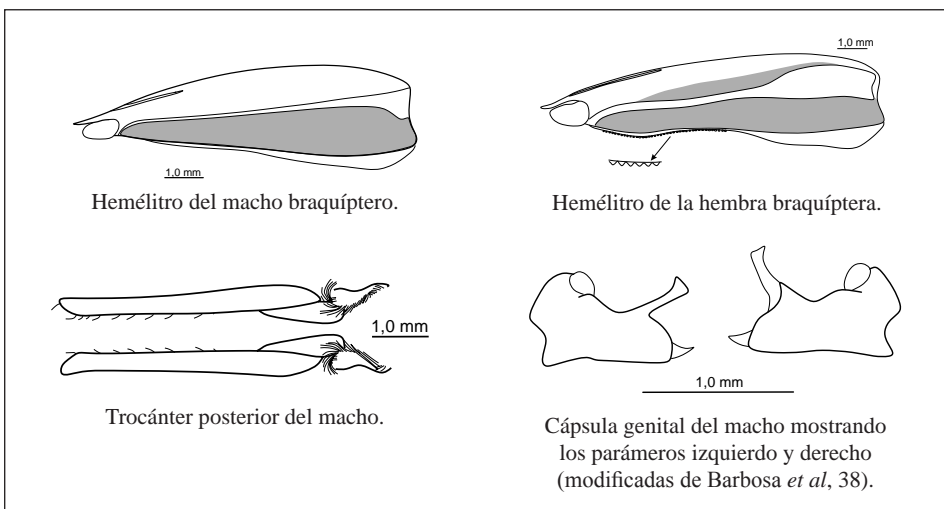 1,0 mm
Hemélitro del macho braquíptero.
1,0 mm
Hemélitro de la hembra braquíptera.
1,0 mm
Trocánter posterior del macho.
1,0 mm
Cápsula genital del macho mostrando
los parámeros izquierdo y derecho
(modificadas de Barbosa et al, 38).